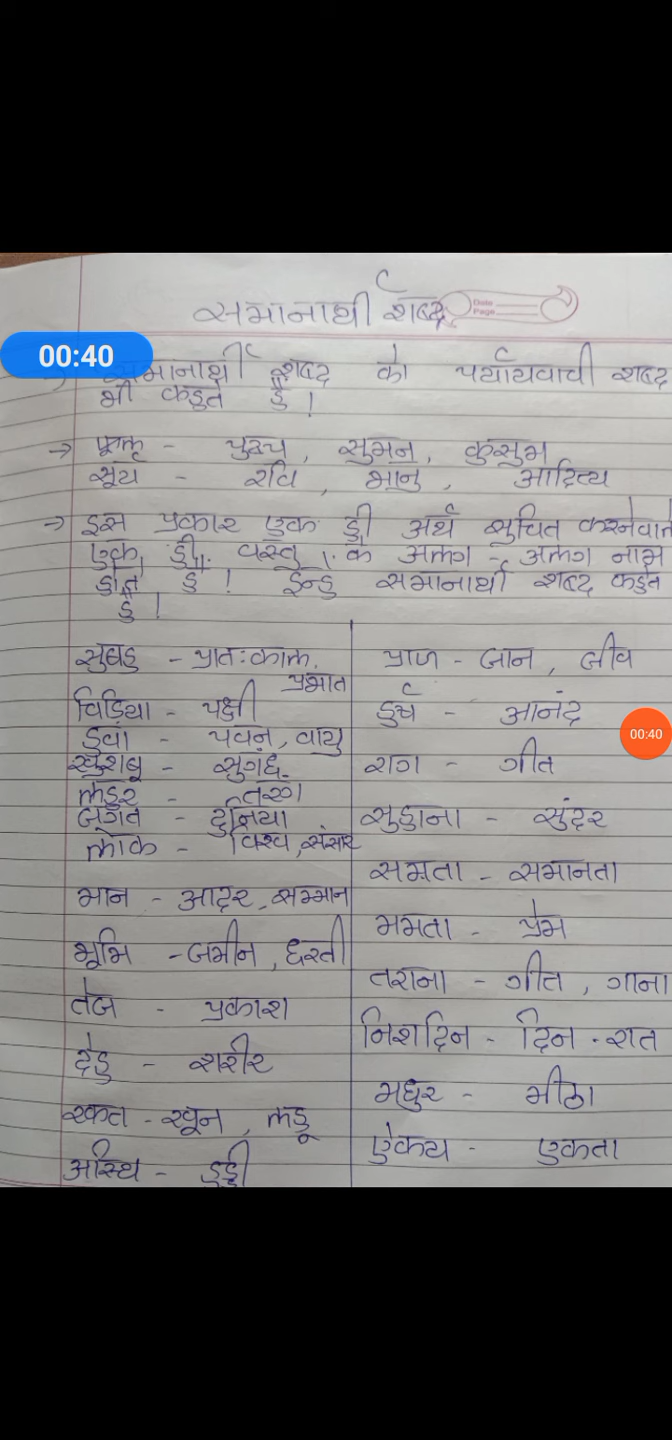 समानार्थी शब्द
Date
Page
00:40
→ समानार्थी शब्द को पर्यायवाची शब्द
भी कहते है !
→ फूल - पुष्प, सुमन, कुसुम
सूर्य - रवि, भानु, आदित्य
→ इस प्रकार एक ही अर्थ सुचित करनेवाले
एक ही वस्तु के अलग - अलग नाम
होते है ! इन्हे समानार्थी शब्द कहते
है !
सुबह - प्रातःकाल, प्रभात
चिड़िया - पक्षी
हवा - पवन, वायु
खुशबू - सुगंध
लहर - तरंग
जगत - दुनिया
लोक - विश्व, संसार
मान - आदर, सम्मान
भूमि - जमीन, धरती
तेज - प्रकाश
देह - शरीर
रक्त - खून, लहू
अस्थि - हड्डी
प्राण - जान, जीव
हर्ष - आनंद
राग - गीत
सुहाना - सुंदर
समता - समानता
ममता - प्रेम
तराना - गीत, गाना
निशदिन - दिन-रात
मधुर - मीठा
ऐक्य - एकता
00:40